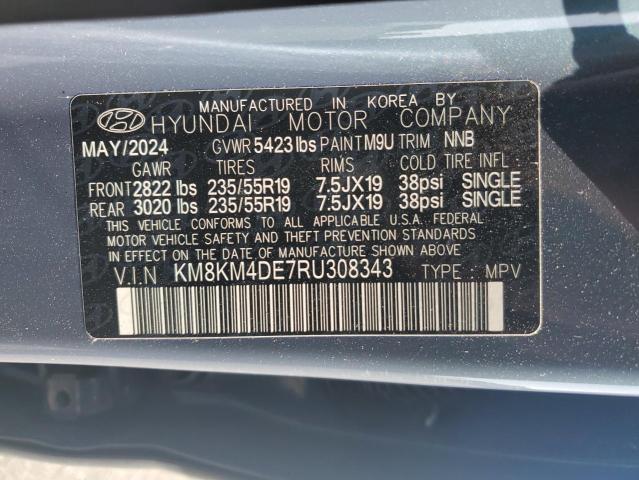 MANUFACTURED IN KOREA BY
HYUNDAI MOTOR COMPANY
MAY/2024 GVWR 5423 lbs PAINT M9U TRIM NNB
GAWR TIRES RIMS COLD TIRE INFL
FRONT 2822 lbs 235/55R19 7.5JX19 38psi SINGLE
REAR 3020 lbs 235/55R19 7.5JX19 38psi SINGLE
THIS VEHICLE CONFORMS TO ALL APPLICABLE U.S.A. FEDERAL
MOTOR VEHICLE SAFETY AND THEFT PREVENTION STANDARDS
IN EFFECT ON THE DATE OF MANUFACTURE SHOWN ABOVE.
V.I.N KM8KM4DE7RU308343 TYPE : MPV